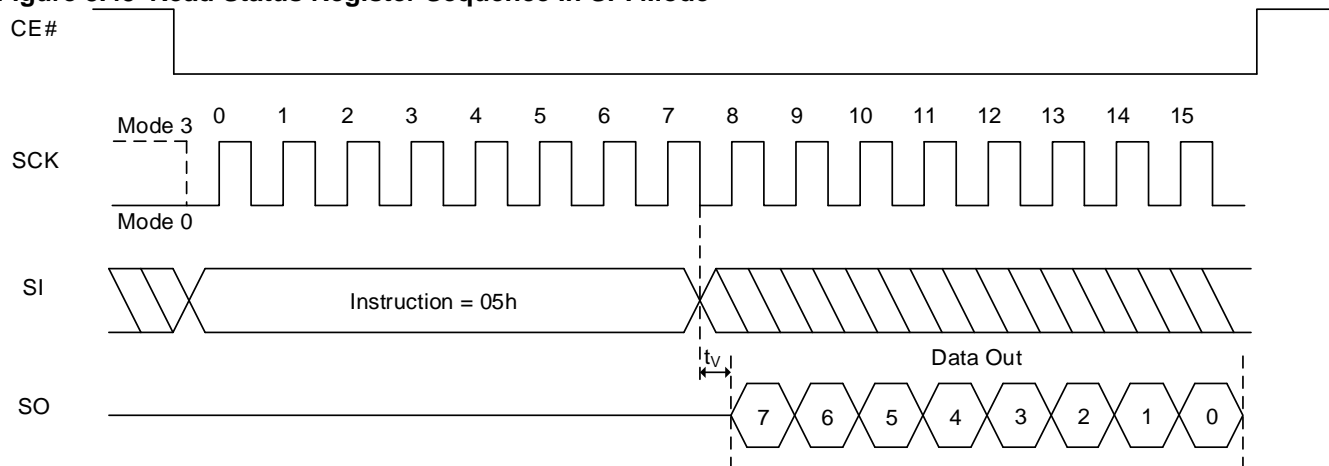 CE#
Mode 3
0 1 2 3 4 5 6 7 8 9 10 11 12 13 14 15
SCK
Mode 0
SI
Instruction = 05h
tV
Data Out
SO
7 6 5 4 3 2 1 0